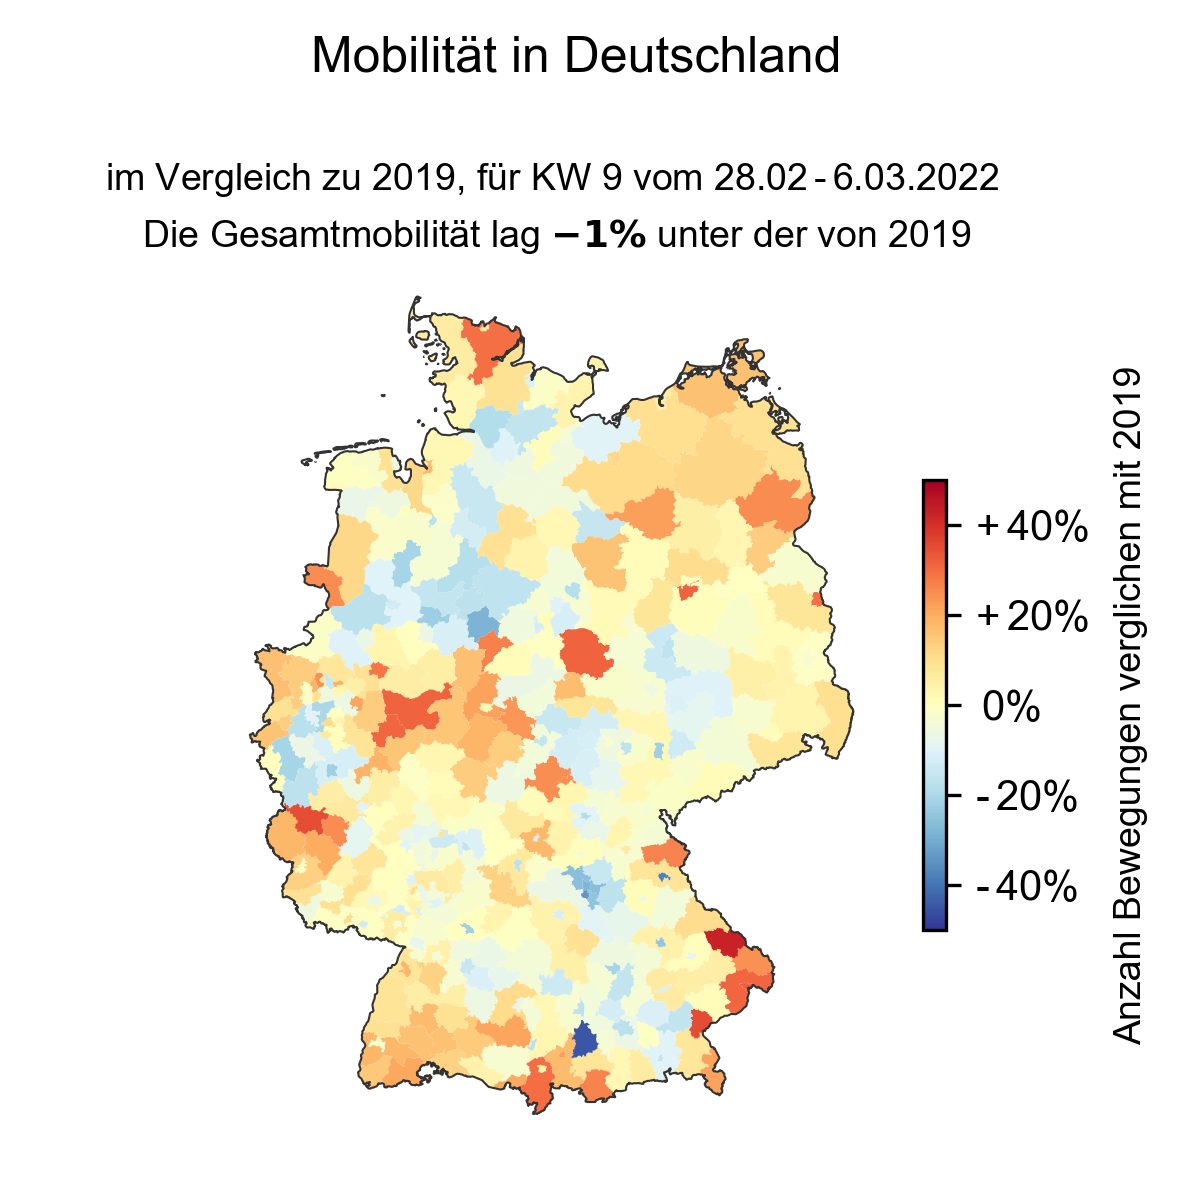 Mobilität in Deutschland
im Vergleich zu 2019, für KW 9 vom 28.02 - 6.03.2022
Die Gesamtmobilität lag −1% unter der von 2019
+40%
+20%
0%
-20%
-40%
Anzahl Bewegungen verglichen mit 2019